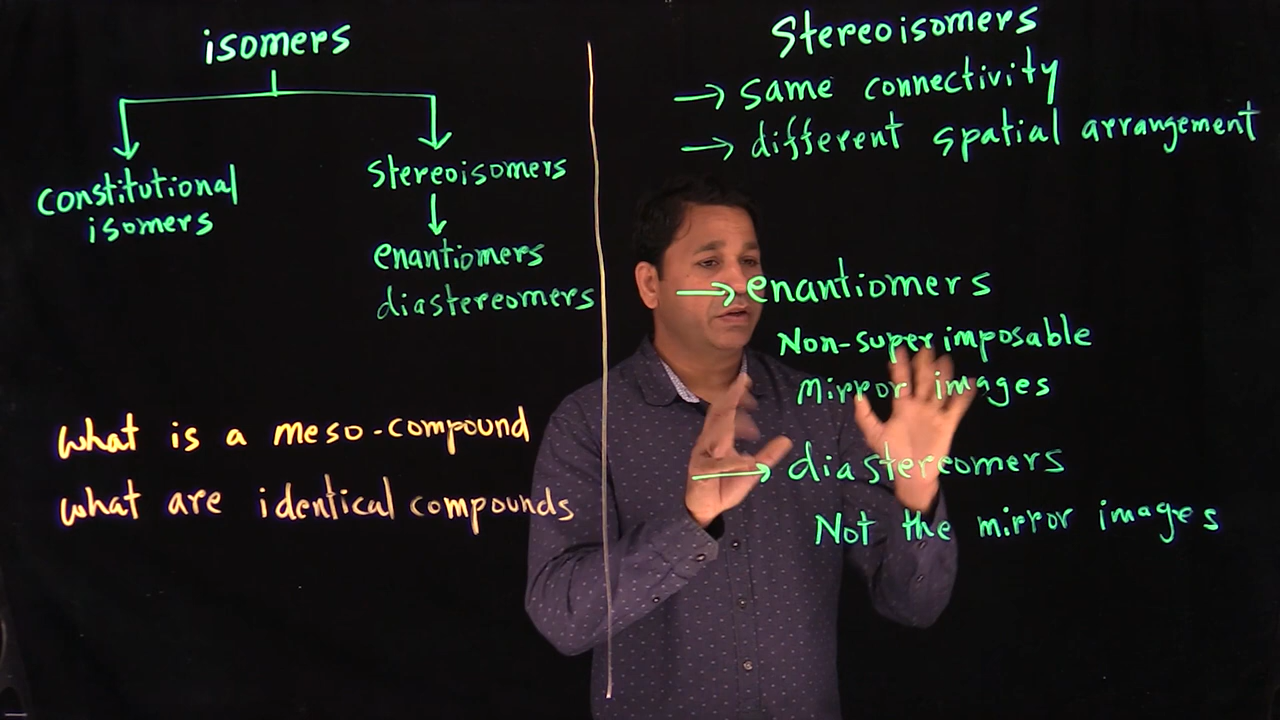 isomers
constitutional
isomers
stereoisomers
enantiomers
diastereomers
what is a meso-compound
what are identical compounds
Stereoisomers
→ same connectivity
→ different spatial arrangement
→ enantiomers
Non-superimposable
Mirror images
→ diastereomers
Not the mirror images